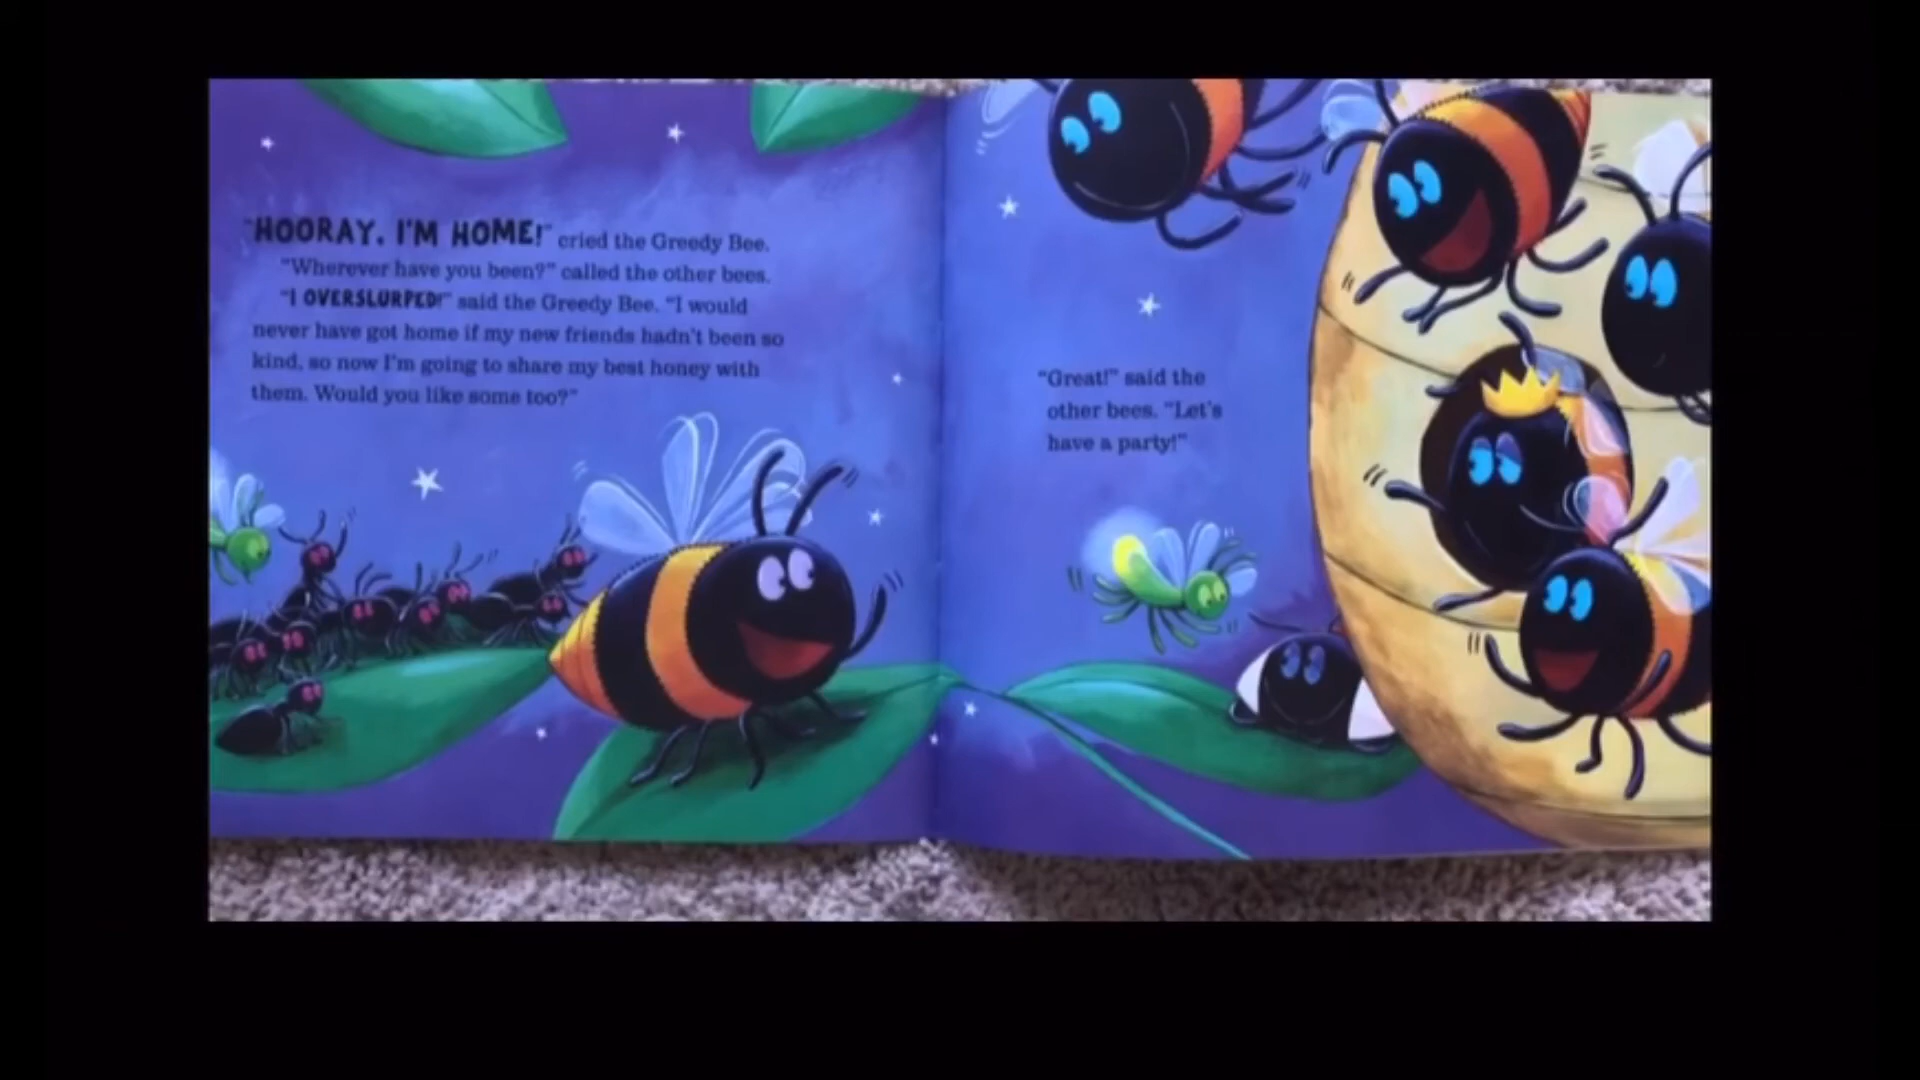 "HOORAY, I'M HOME!" cried the Greedy Bee.
"Wherever have you been?" called the other bees.
"I OVERSLURPED!" said the Greedy Bee. "I would
never have got home if my new friends hadn't been so
kind, so now I'm going to share my best honey with
them. Would you like some too?"
"Great!" said the
other bees. "Let's
have a party!"